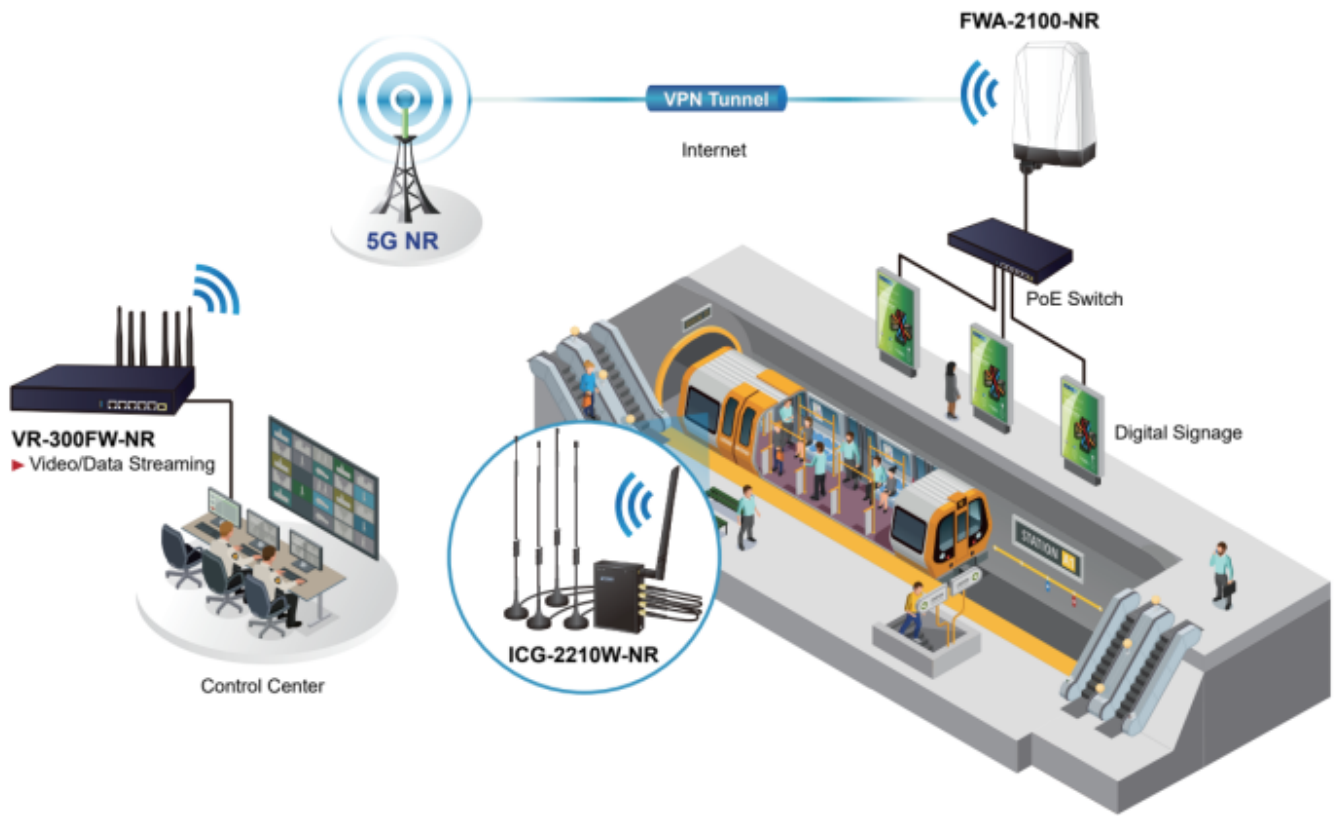 FWA-2100-NR
VPN Tunnel
Internet
5G NR
PoE Switch
Digital Signage
VR-300FW-NR
► Video/Data Streaming
STATION A1
ICG-2210W-NR
Control Center